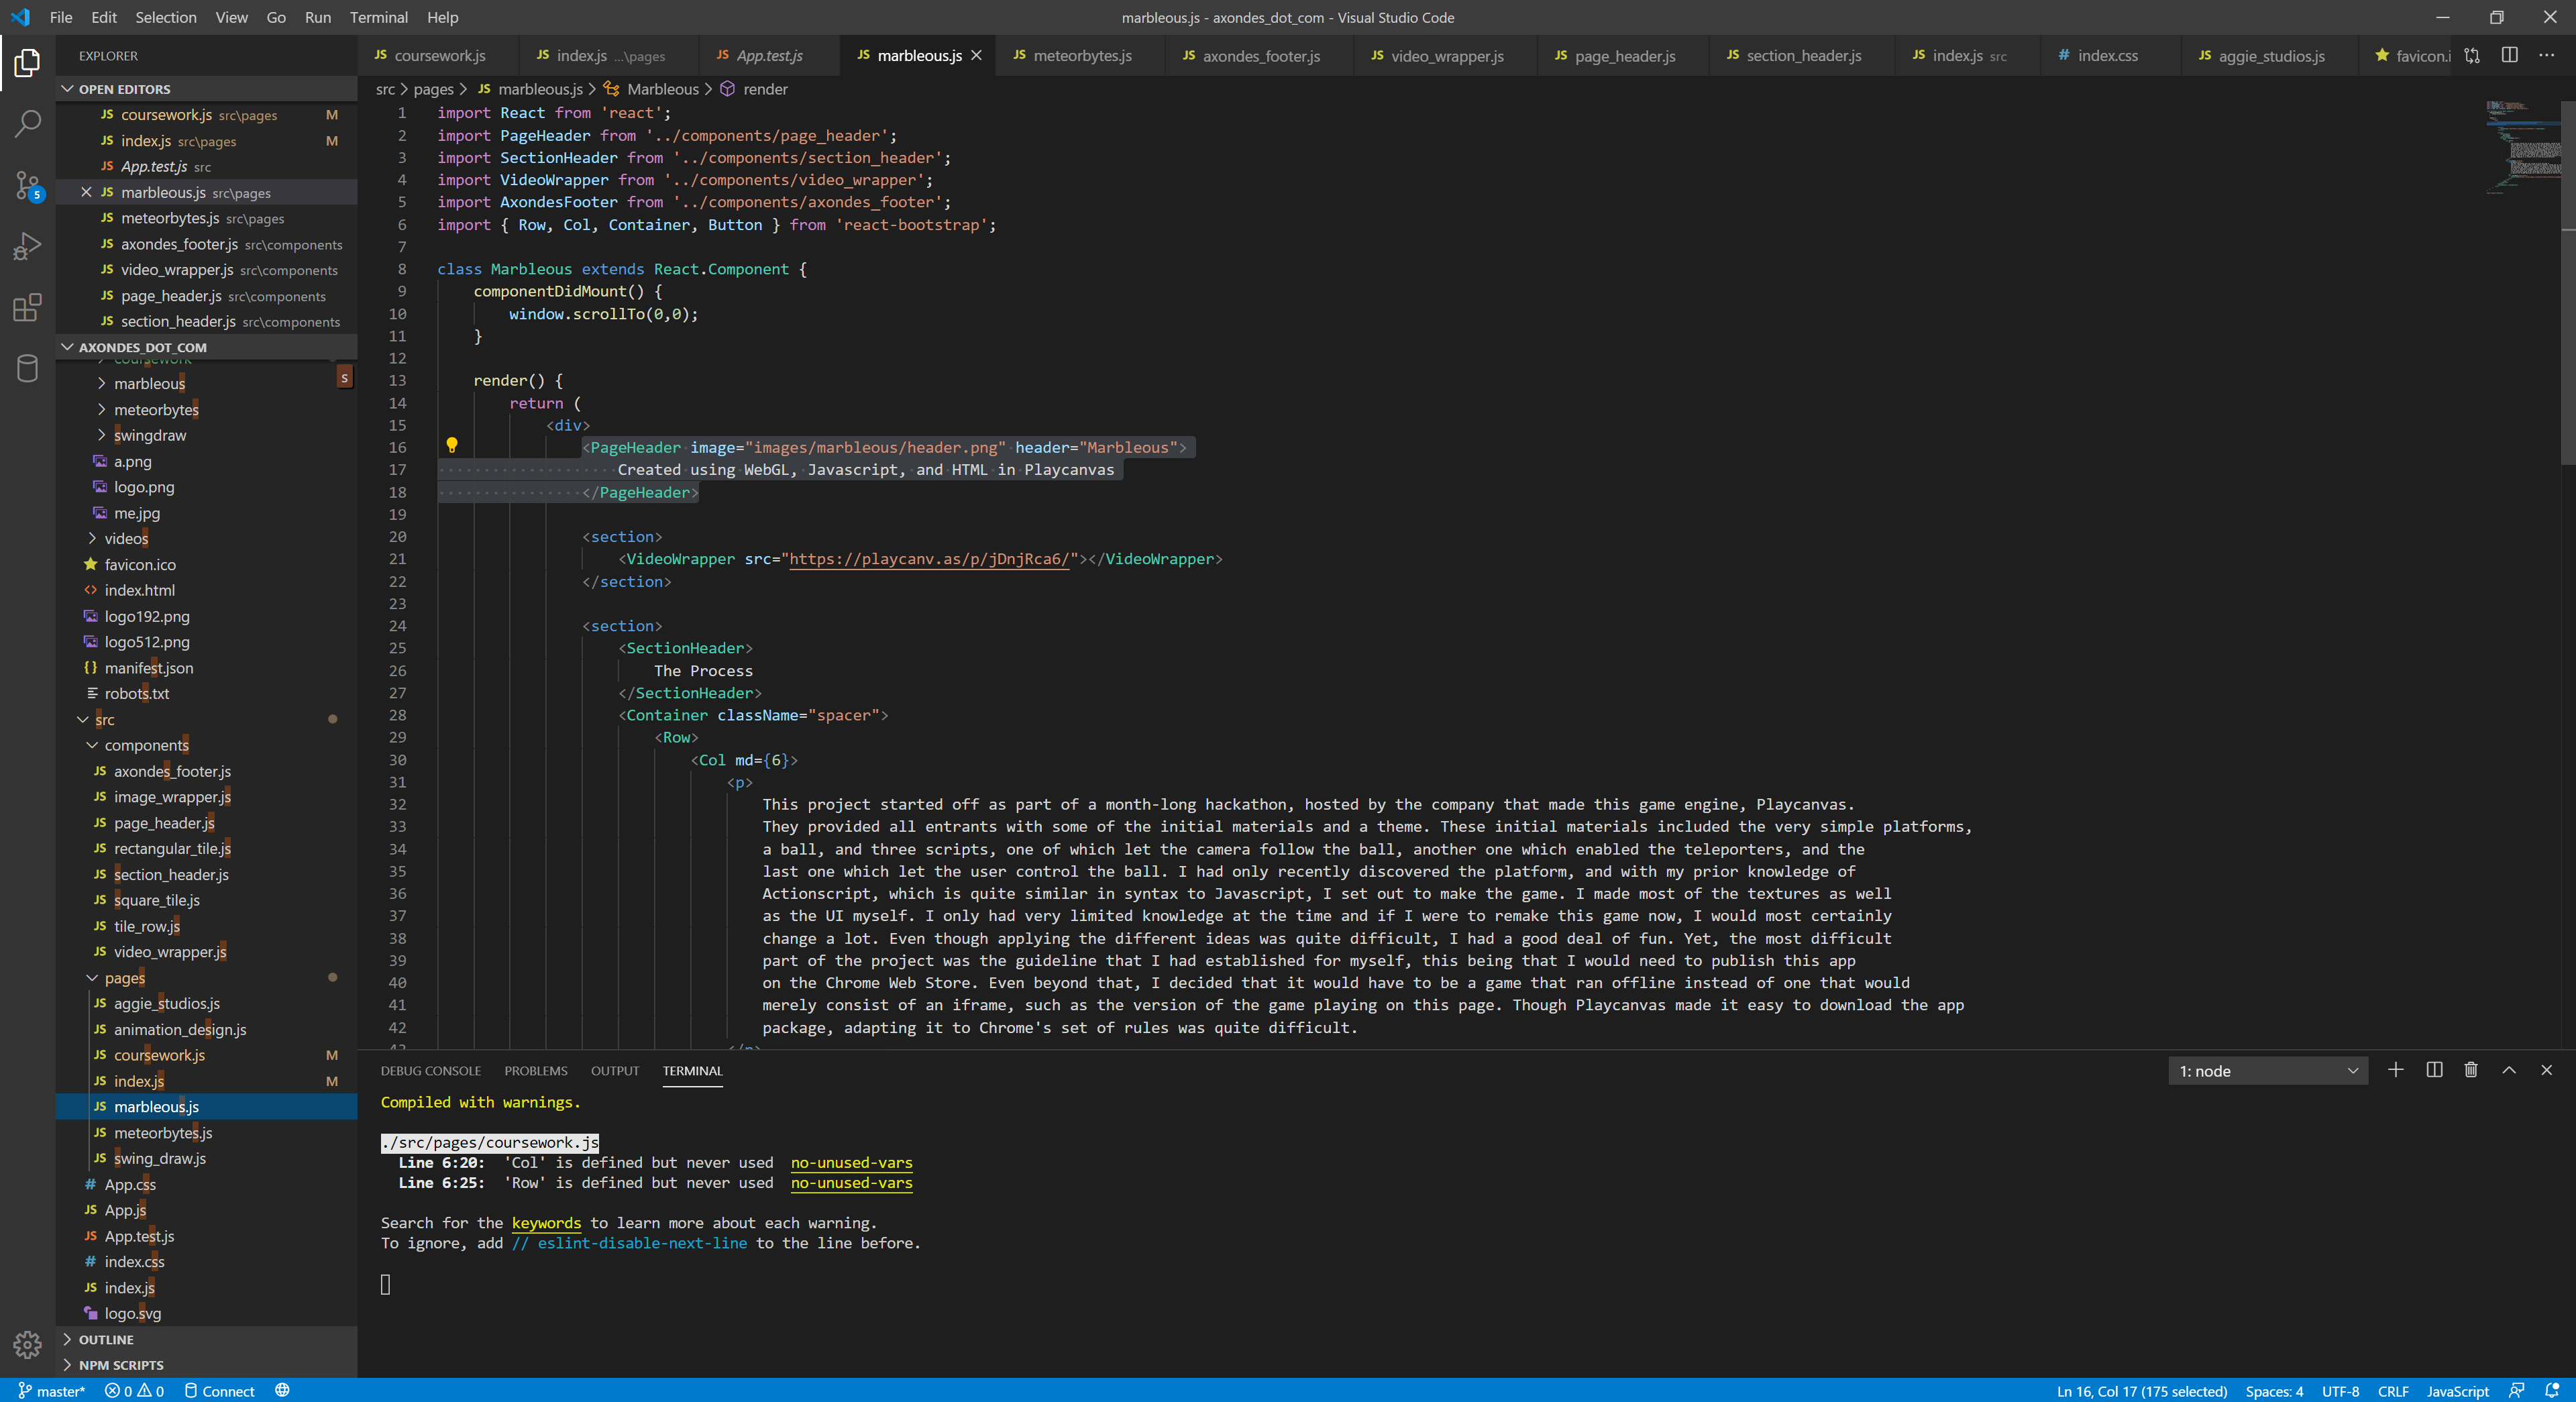 File Edit Selection View Go Run Terminal Help
marbleous.js - axondes_dot_com - Visual Studio Code
EXPLORER
OPEN EDITORS
JS coursework.js src\pages M
JS index.js src\pages M
JS App.test.js src
JS marbleous.js src\pages
JS meteorbytes.js src\pages
JS axondes_footer.js src\components
JS video_wrapper.js src\components
JS page_header.js src\components
JS section_header.js src\components
AXONDES_DOT_COM
coursework
s
marbleous
meteorbytes
swingdraw
a.png
logo.png
me.jpg
videos
favicon.ico
index.html
logo192.png
logo512.png
{} manifest.json
robots.txt
src
components
JS axondes_footer.js
JS image_wrapper.js
JS page_header.js
JS rectangular_tile.js
JS section_header.js
JS square_tile.js
JS tile_row.js
JS video_wrapper.js
pages
JS aggie_studios.js
JS animation_design.js
JS coursework.js M
JS index.js M
JS marbleous.js
JS meteorbytes.js
JS swing_draw.js
# App.css
JS App.js
JS App.test.js
# index.css
JS index.js
logo.svg
OUTLINE
NPM SCRIPTS
5
JS coursework.js JS index.js ...\pages JS App.test.js JS marbleous.js JS meteorbytes.js JS axondes_footer.js JS video_wrapper.js JS page_header.js JS section_header.js JS index.js src # index.css JS aggie_studios.js favicon.i
src > pages > JS marbleous.js > Marbleous > render
1 import React from 'react';
2 import PageHeader from '../components/page_header';
3 import SectionHeader from '../components/section_header';
4 import VideoWrapper from '../components/video_wrapper';
5 import AxondesFooter from '../components/axondes_footer';
6 import { Row, Col, Container, Button } from 'react-bootstrap';
7
8 class Marbleous extends React.Component {
9 componentDidMount() {
10 window.scrollTo(0,0);
11 }
12
13 render() {
14 return (
15 <div>
16 <PageHeader image="images/marbleous/header.png" header="Marbleous">
17 Created using WebGL, Javascript, and HTML in Playcanvas
18 </PageHeader>
19
20 <section>
21 <VideoWrapper src="https://playcanv.as/p/jDnjRca6/"></VideoWrapper>
22 </section>
23
24 <section>
25 <SectionHeader>
26 The Process
27 </SectionHeader>
28 <Container className="spacer">
29 <Row>
30 <Col md={6}>
31 <p>
32 This project started off as part of a month-long hackathon, hosted by the company that made this game engine, Playcanvas.
33 They provided all entrants with some of the initial materials and a theme. These initial materials included the very simple platforms,
34 a ball, and three scripts, one of which let the camera follow the ball, another one which enabled the teleporters, and the
35 last one which let the user control the ball. I had only recently discovered the platform, and with my prior knowledge of
36 Actionscript, which is quite similar in syntax to Javascript, I set out to make the game. I made most of the textures as well
37 as the UI myself. I only had very limited knowledge at the time and if I were to remake this game now, I would most certainly
38 change a lot. Even though applying the different ideas was quite difficult, I had a good deal of fun. Yet, the most difficult
39 part of the project was the guideline that I had established for myself, this being that I would need to publish this app
40 on the Chrome Web Store. Even beyond that, I decided that it would have to be a game that ran offline instead of one that would
41 merely consist of an iframe, such as the version of the game playing on this page. Though Playcanvas made it easy to download the app
42 package, adapting it to Chrome's set of rules was quite difficult.
43 </p>
DEBUG CONSOLE PROBLEMS OUTPUT TERMINAL
1: node
Compiled with warnings.
./src/pages/coursework.js
Line 6:20: 'Col' is defined but never used no-unused-vars
Line 6:25: 'Row' is defined but never used no-unused-vars
Search for the keywords to learn more about each warning.
To ignore, add // eslint-disable-next-line to the line before.
master* 0 0 Connect
Ln 16, Col 17 (175 selected) Spaces: 4 UTF-8 CRLF JavaScript